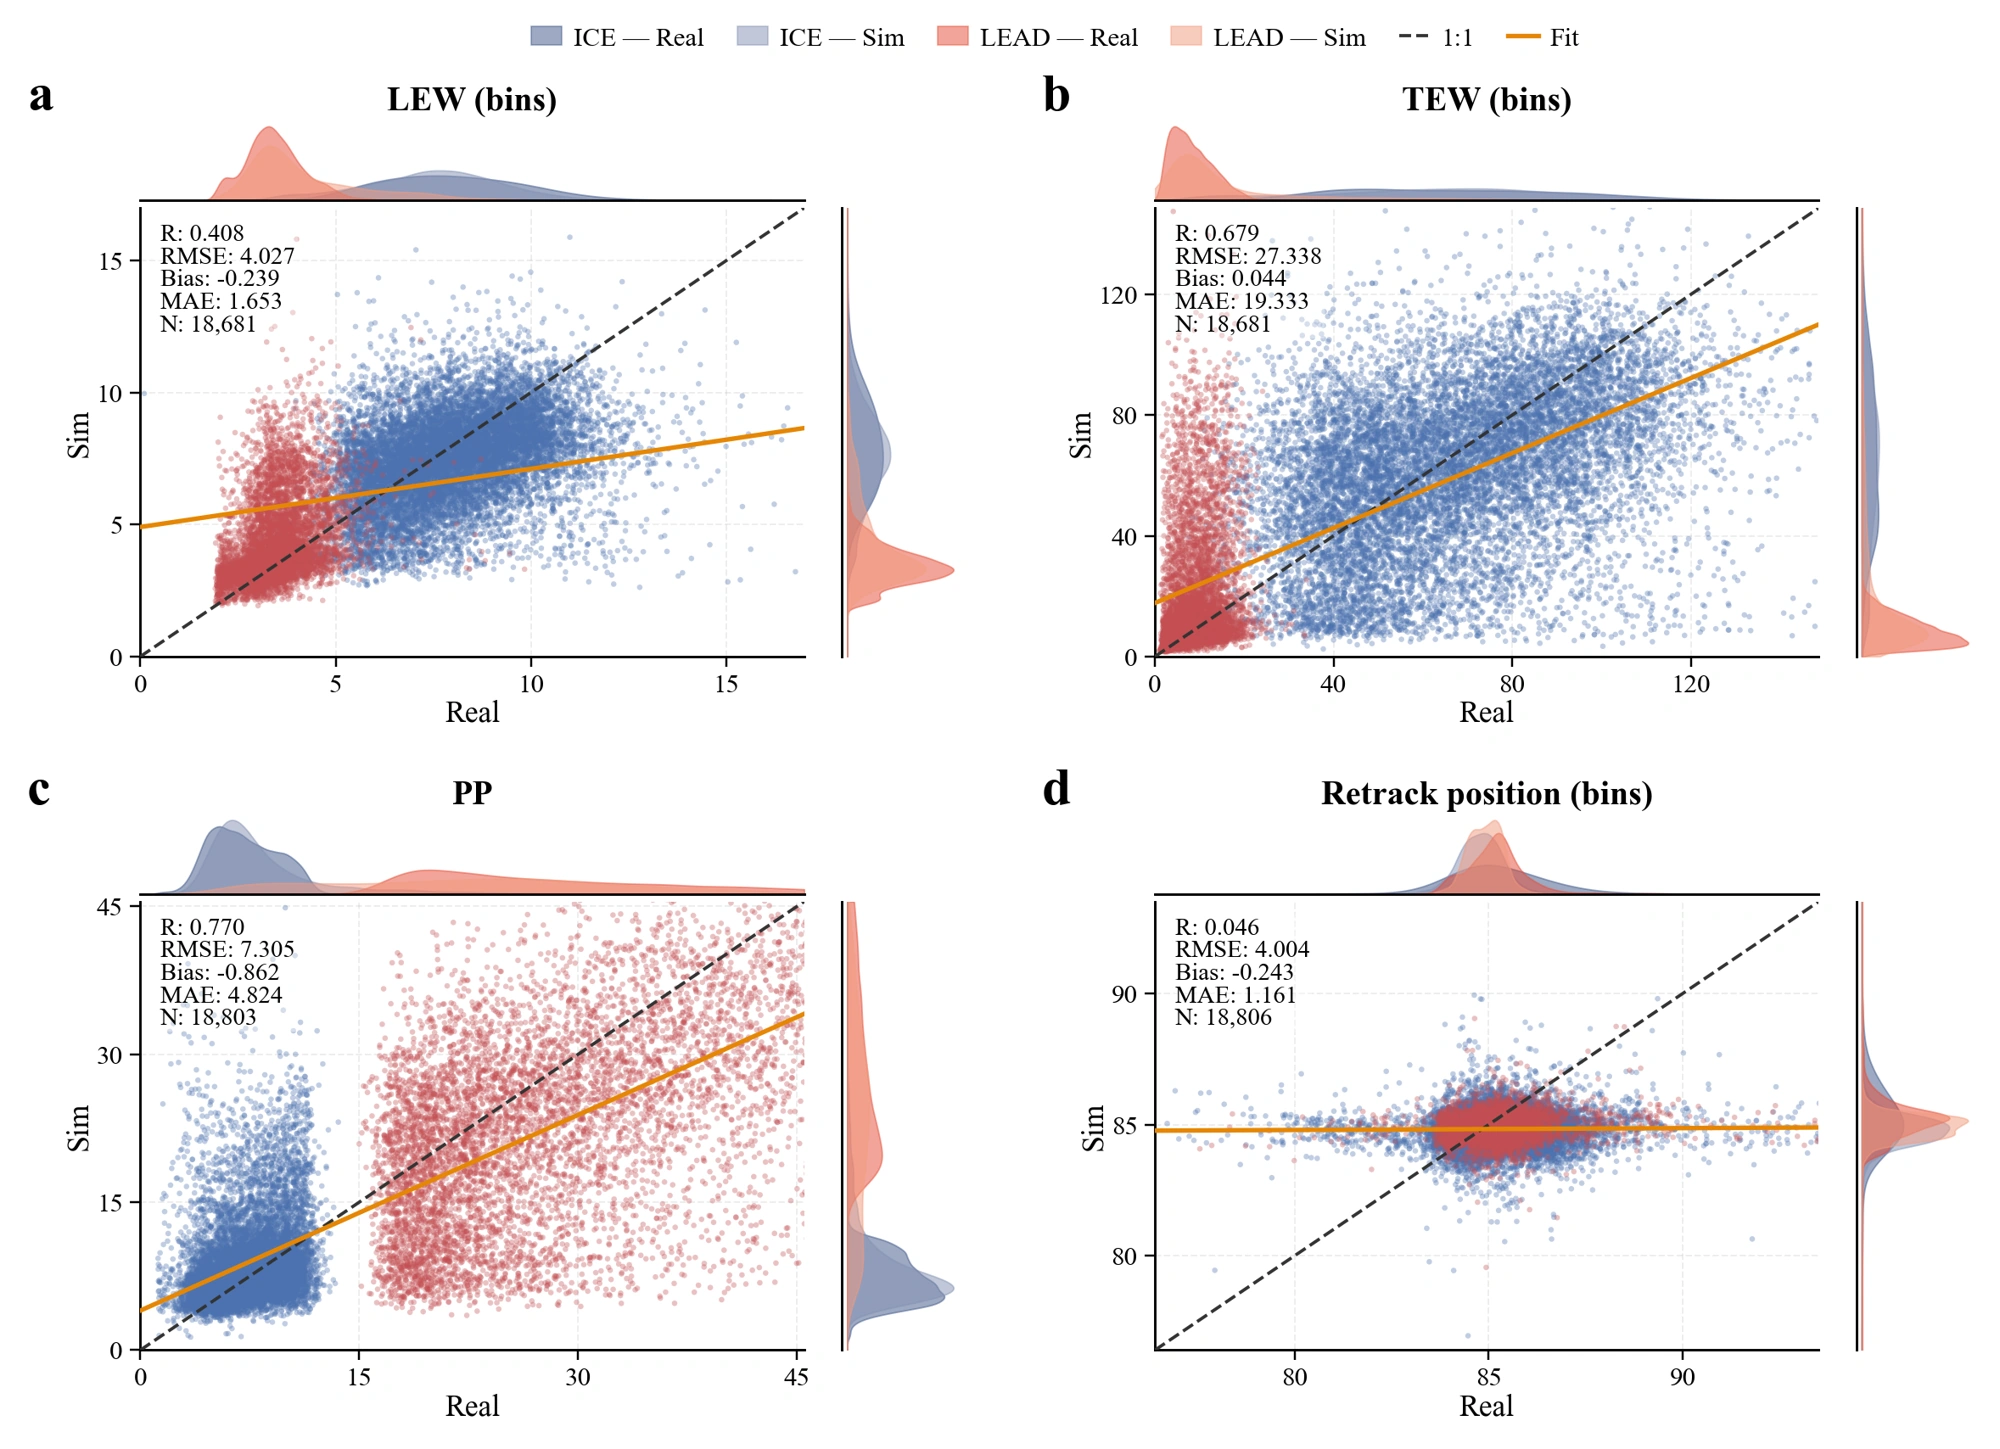 ICE — Real ICE — Sim LEAD — Real LEAD — Sim 1:1 Fit
a
LEW (bins)
R: 0.408
RMSE: 4.027
Bias: -0.239
MAE: 1.653
N: 18,681
15
10
5
0
Sim
0 5 10 15
Real
b
TEW (bins)
R: 0.679
RMSE: 27.338
Bias: 0.044
MAE: 19.333
N: 18,681
120
80
40
0
Sim
0 40 80 120
Real
c
PP
R: 0.770
RMSE: 7.305
Bias: -0.862
MAE: 4.824
N: 18,803
45
30
15
0
Sim
0 15 30 45
Real
d
Retrack position (bins)
R: 0.046
RMSE: 4.004
Bias: -0.243
MAE: 1.161
N: 18,806
90
85
80
Sim
80 85 90
Real